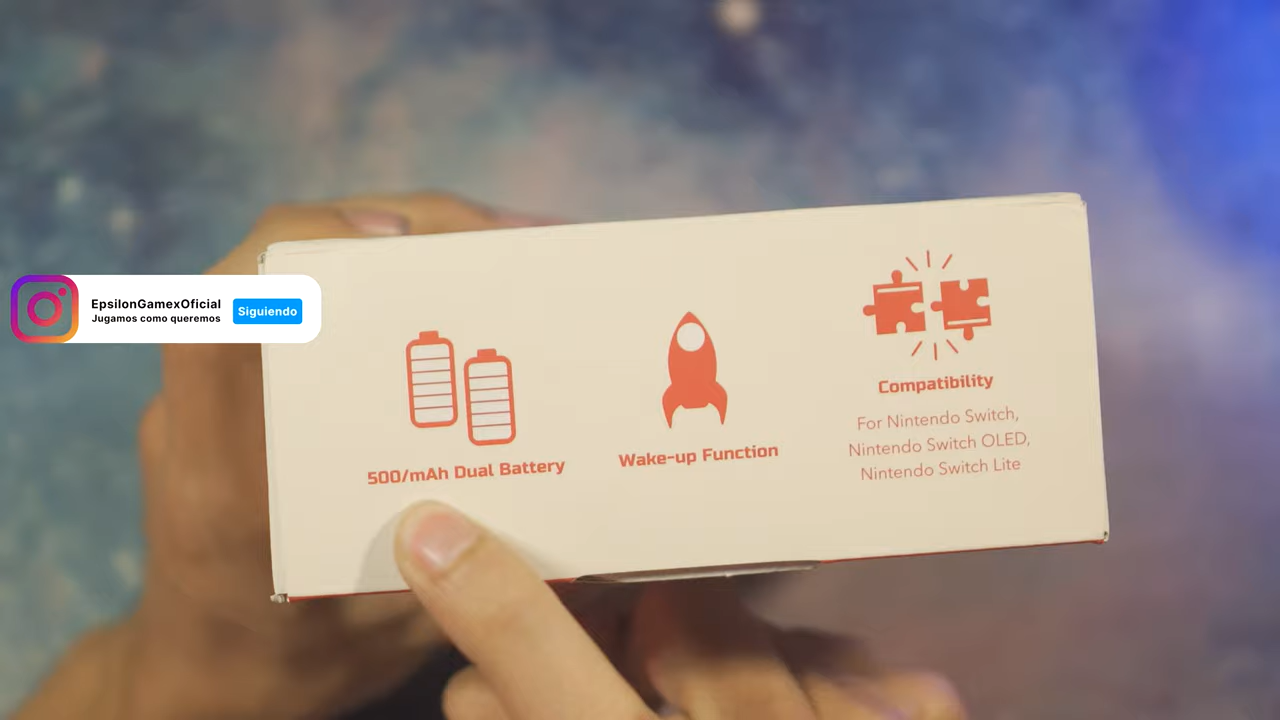 EpsilonGamexOficial
Jugamos como queremos
Siguiendo
500/mAh Dual Battery
Wake-up Function
Compatibility
For Nintendo Switch,
Nintendo Switch OLED,
Nintendo Switch Lite